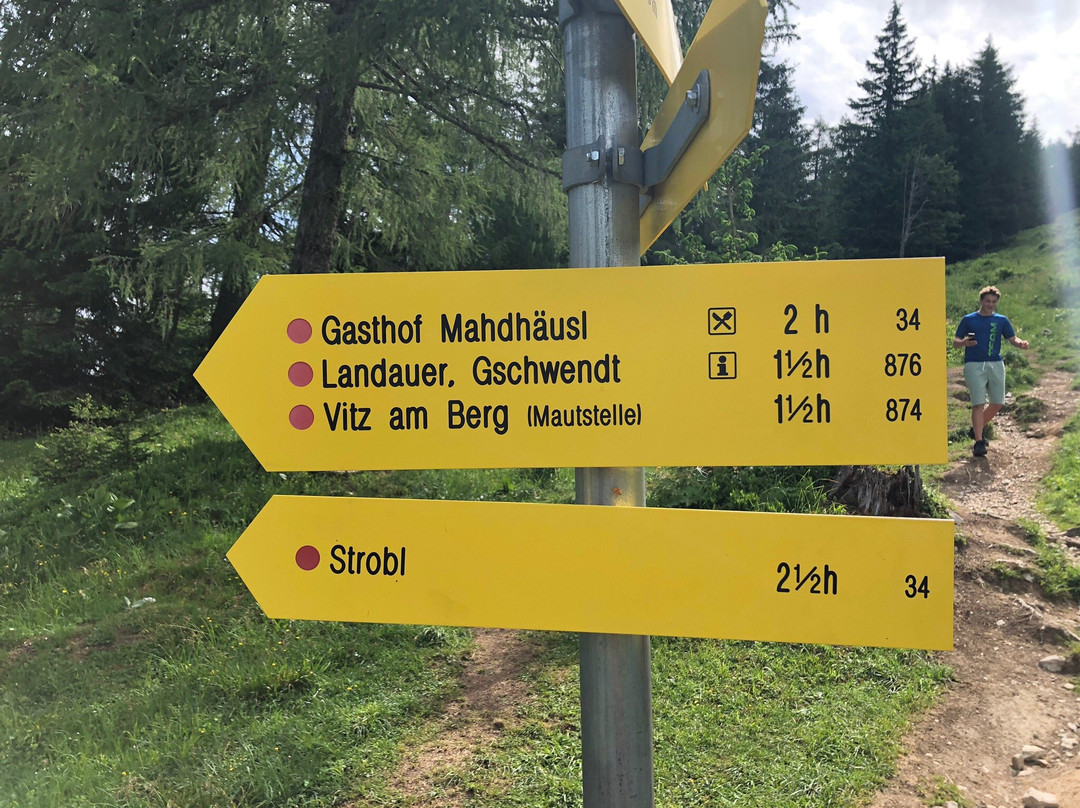 Gasthof Mahdhäusl 2 h 34
Landauer, Gschwendt 1½h 876
Vitz am Berg (Mautstelle) 1½h 874
Strobl 2½h 34